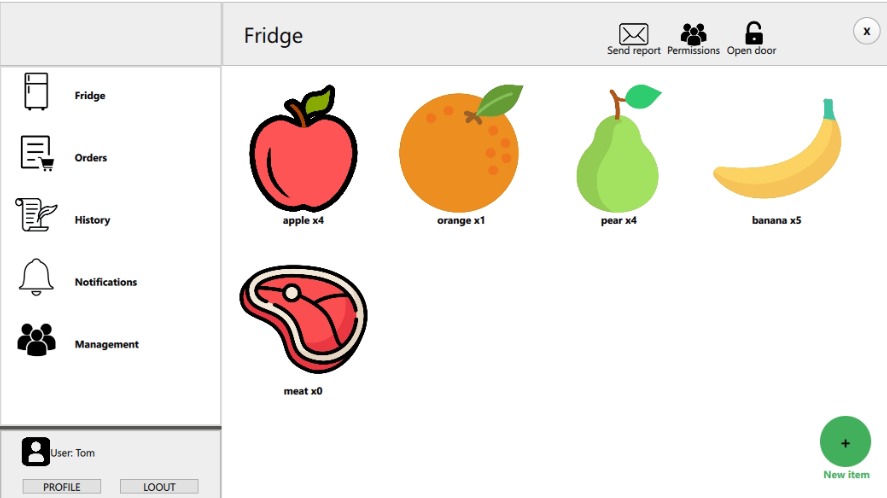 Fridge
Send report
Permissions
Open door
x
Fridge
Orders
History
Notifications
Management
apple x4
orange x1
pear x4
banana x5
meat x0
+
New item
User: Tom
PROFILE
LOOUT